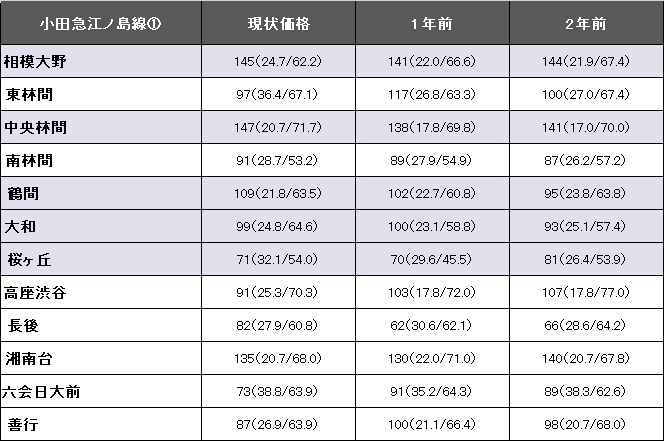 小田急江ノ島線① 現状価格 １年前 ２年前
相模大野 145(24.7/62.2) 141(22.0/66.6) 144(21.9/67.4)
東林間 97(36.4/67.1) 117(26.8/63.3) 100(27.0/67.4)
中央林間 147(20.7/71.7) 138(17.8/69.8) 141(17.0/70.0)
南林間 91(28.7/53.2) 89(27.9/54.9) 87(26.2/57.2)
鶴間 109(21.8/63.5) 102(22.7/60.8) 95(23.8/63.8)
大和 99(24.8/64.6) 100(23.1/58.8) 93(25.1/57.4)
桜ヶ丘 71(32.1/54.0) 70(29.6/45.5) 81(26.4/53.9)
高座渋谷 91(25.3/70.3) 103(17.8/72.0) 107(17.8/77.0)
長後 82(27.9/60.8) 62(30.6/62.1) 66(28.6/64.2)
湘南台 135(20.7/68.0) 130(22.0/71.0) 140(20.7/67.8)
六会日大前 73(38.8/63.9) 91(35.2/64.3) 89(38.3/62.6)
善行 87(26.9/63.9) 100(21.1/66.4) 98(20.7/68.0)